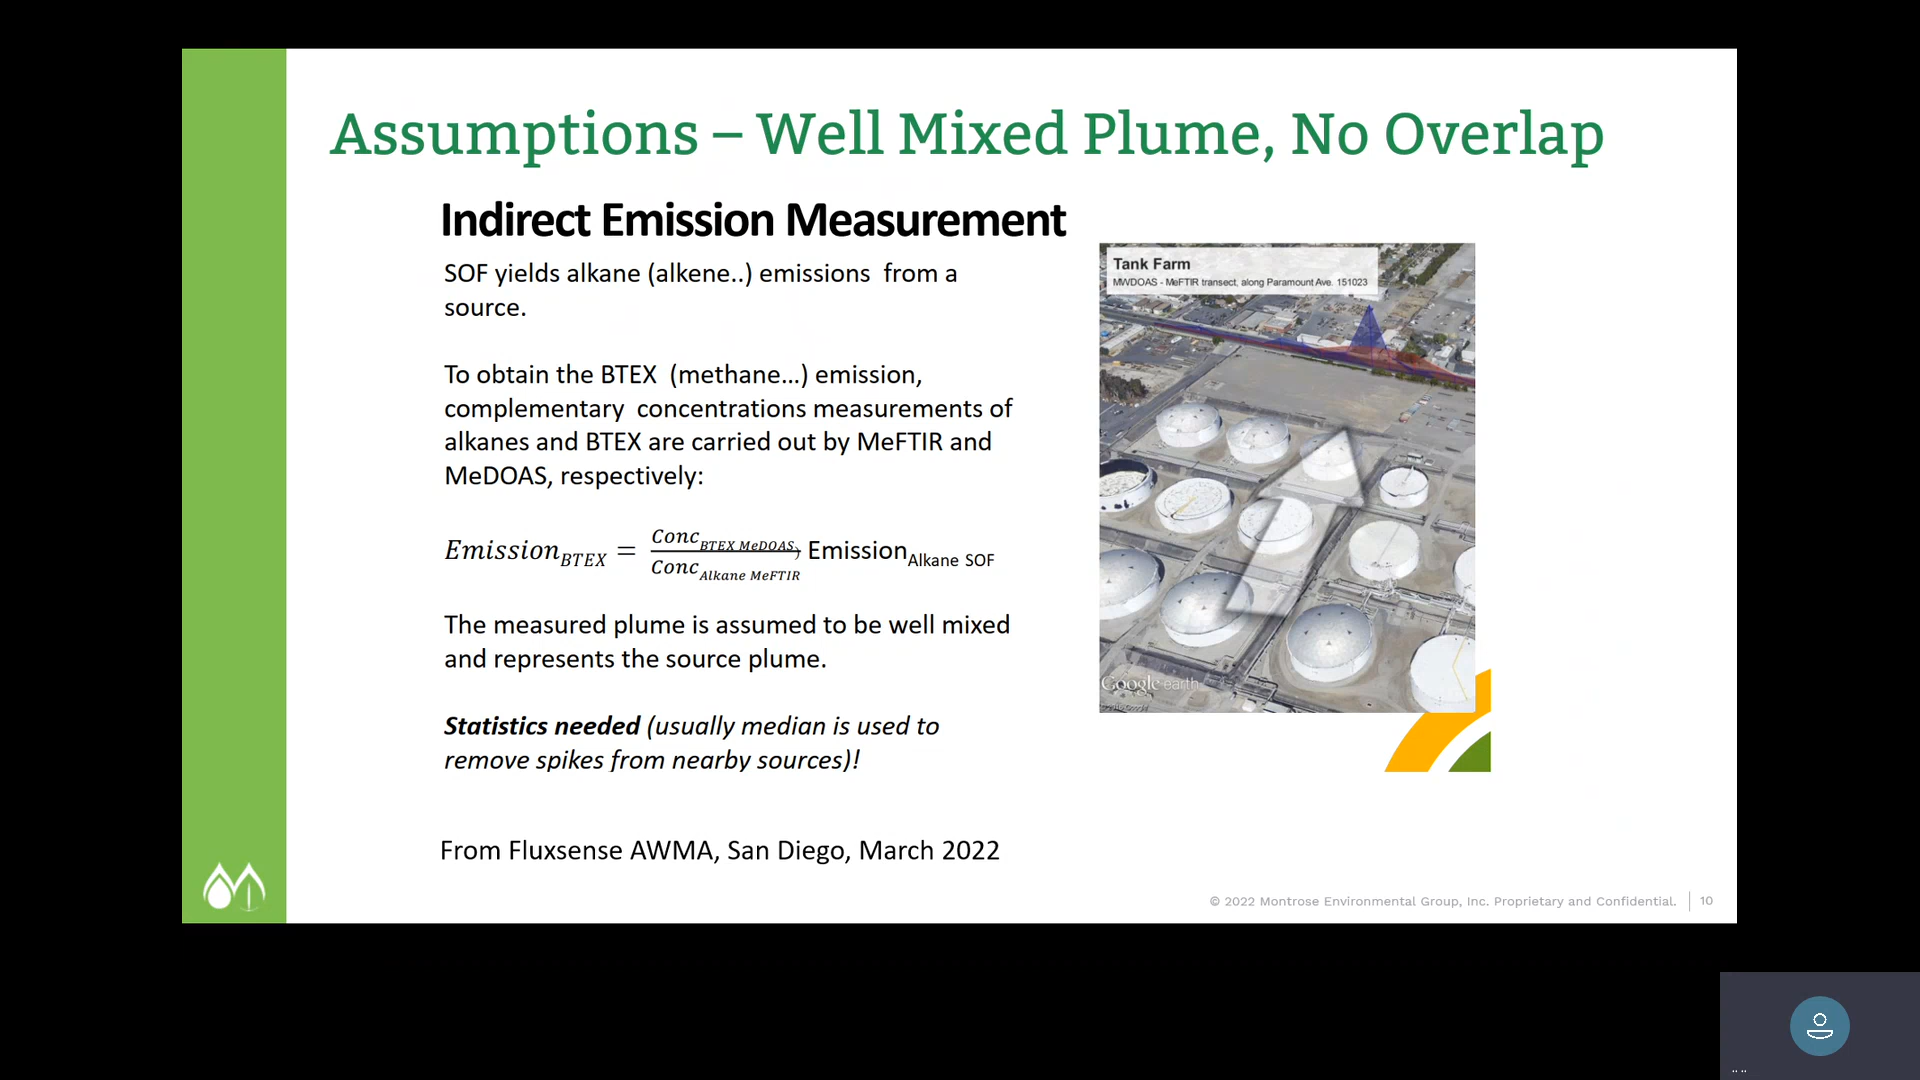 Assumptions – Well Mixed Plume, No Overlap
Indirect Emission Measurement
SOF yields alkane (alkene..) emissions from a
source.
To obtain the BTEX (methane...) emission,
complementary concentrations measurements of
alkanes and BTEX are carried out by MeFTIR and
MeDOAS, respectively:
Emission_BTEX = Conc_BTEX MeDOAS) / Conc_Alkane MeFTIR Emission_Alkane SOF
The measured plume is assumed to be well mixed
and represents the source plume.
Statistics needed (usually median is used to
remove spikes from nearby sources)!
Tank Farm
MWDOAS - MeFTIR transect, along Paramount Ave. 151023
Google earth
From Fluxsense AWMA, San Diego, March 2022
© 2022 Montrose Environmental Group, Inc. Proprietary and Confidential. | 10